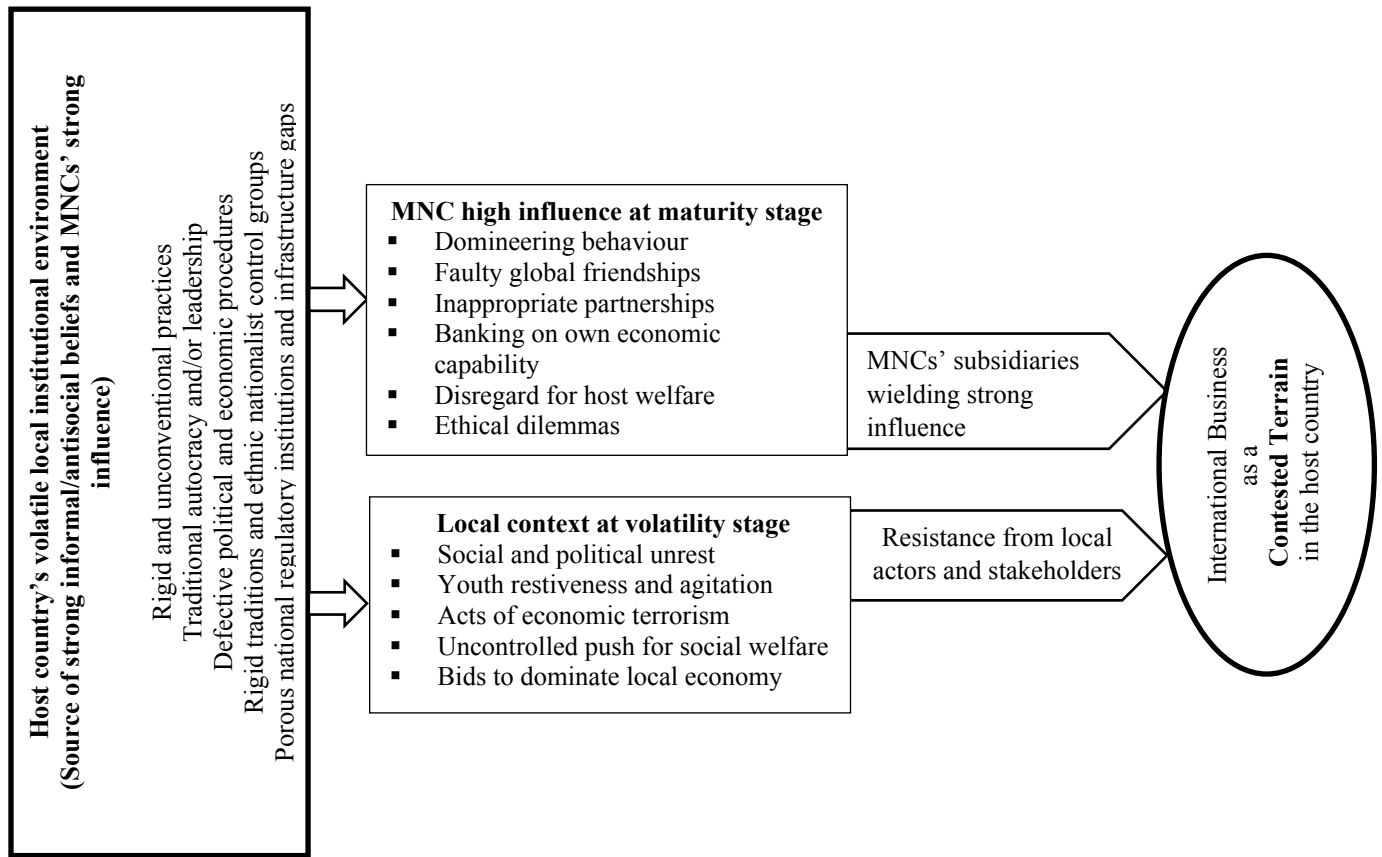 Host country's volatile local institutional environment
(Source of strong informal/antisocial beliefs and MNCs' strong
influence)
Rigid and unconventional practices
Traditional autocracy and/or leadership
Defective political and economic procedures
Rigid traditions and ethnic nationalist control groups
Porous national regulatory institutions and infrastructure gaps
MNC high influence at maturity stage
▪ Domineering behaviour
▪ Faulty global friendships
▪ Inappropriate partnerships
▪ Banking on own economic
capability
▪ Disregard for host welfare
▪ Ethical dilemmas
MNCs' subsidiaries
wielding strong
influence
Local context at volatility stage
▪ Social and political unrest
▪ Youth restiveness and agitation
▪ Acts of economic terrorism
▪ Uncontrolled push for social welfare
▪ Bids to dominate local economy
Resistance from local
actors and stakeholders
International Business
as a
Contested Terrain
in the host country